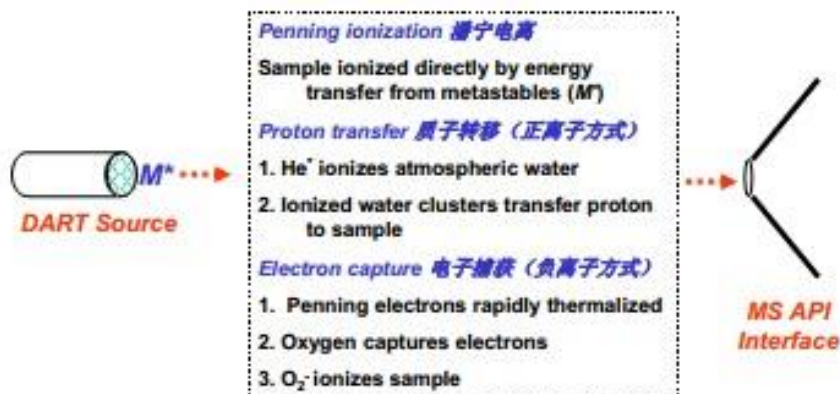 Penning ionization 潘宁电离
Sample ionized directly by energy
transfer from metastables (M*)
Proton transfer 质子转移（正离子方式）
1. He* ionizes atmospheric water
2. Ionized water clusters transfer proton
to sample
Electron capture 电子捕获（负离子方式）
1. Penning electrons rapidly thermalized
2. Oxygen captures electrons
3. O₂⁻ ionizes sample
M*
DART Source
MS API
Interface